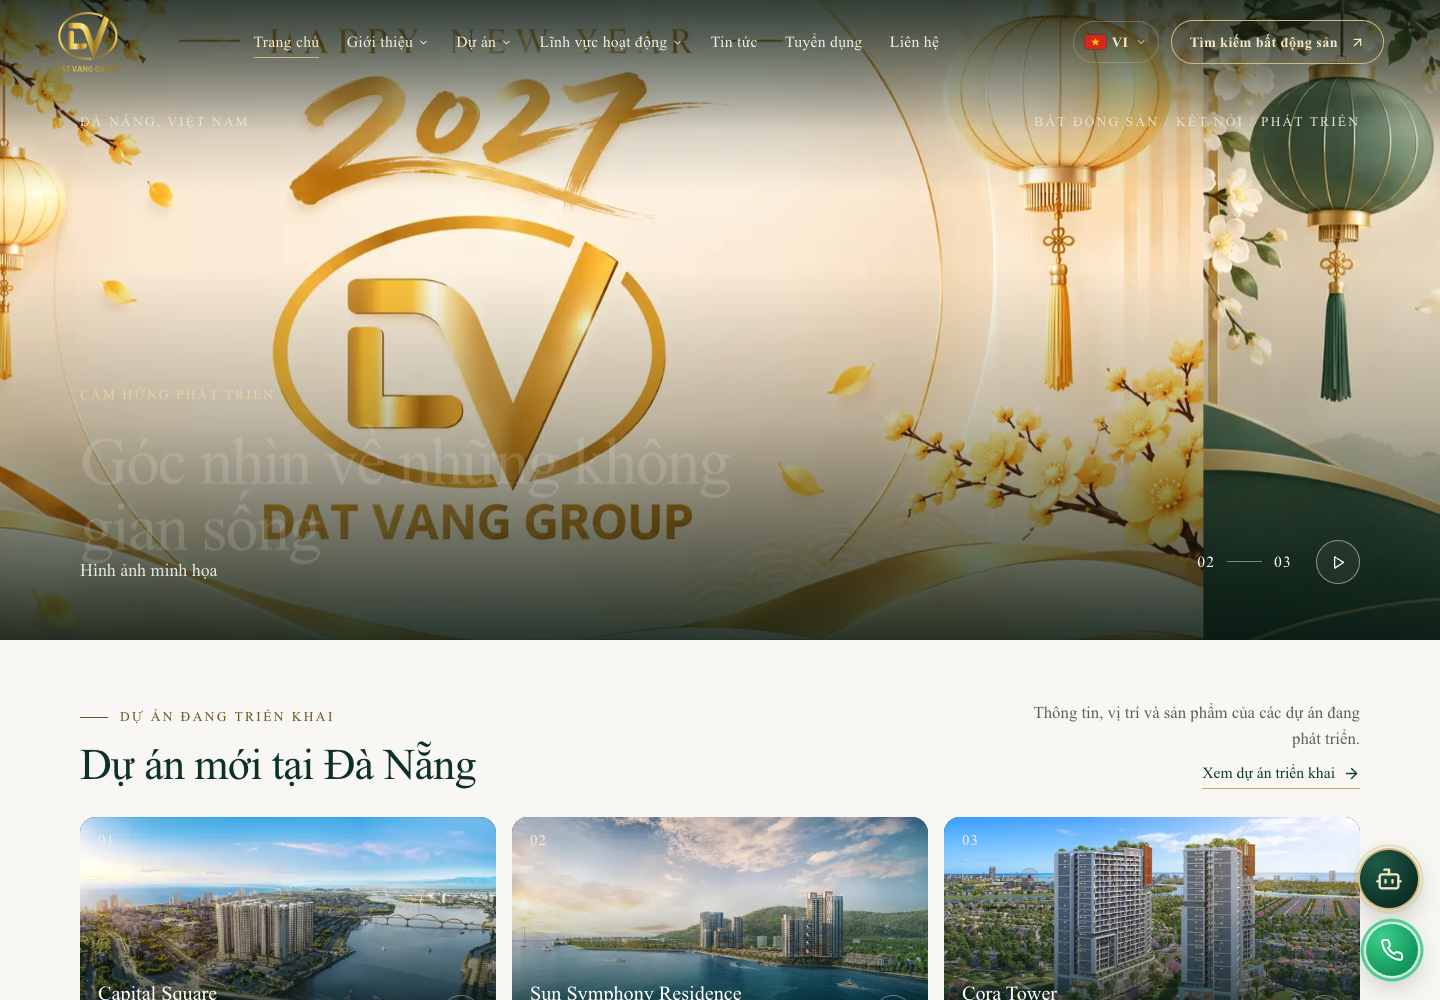 HAPPY NEW YEAR
ĐẤT VÀNG GROUP
Trang chủ
Giới thiệu
Dự án
Lĩnh vực hoạt động
Tin tức
Tuyển dụng
Liên hệ
VI
Tìm kiếm bất động sản
2027
ĐÀ NẴNG, VIỆT NAM
BẤT ĐỘNG SẢN / KẾT NỐI / PHÁT TRIỂN
CẢM HỨNG PHÁT TRIỂN
Góc nhìn về những không
gian sống
DAT VANG GROUP
Hình ảnh minh họa
02
03
DỰ ÁN ĐANG TRIỂN KHAI
Dự án mới tại Đà Nẵng
Thông tin, vị trí và sản phẩm của các dự án đang
phát triển.
Xem dự án triển khai
01
02
03
Capital Square
Sun Symphony Residence
Cora Tower